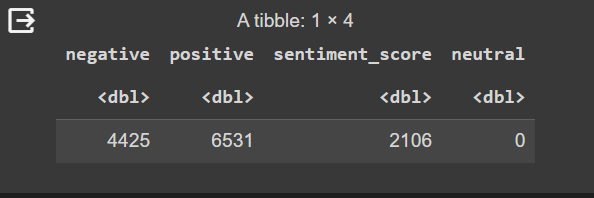 A tibble: 1 × 4
negative positive sentiment_score neutral
<dbl> <dbl> <dbl> <dbl>
4425 6531 2106 0